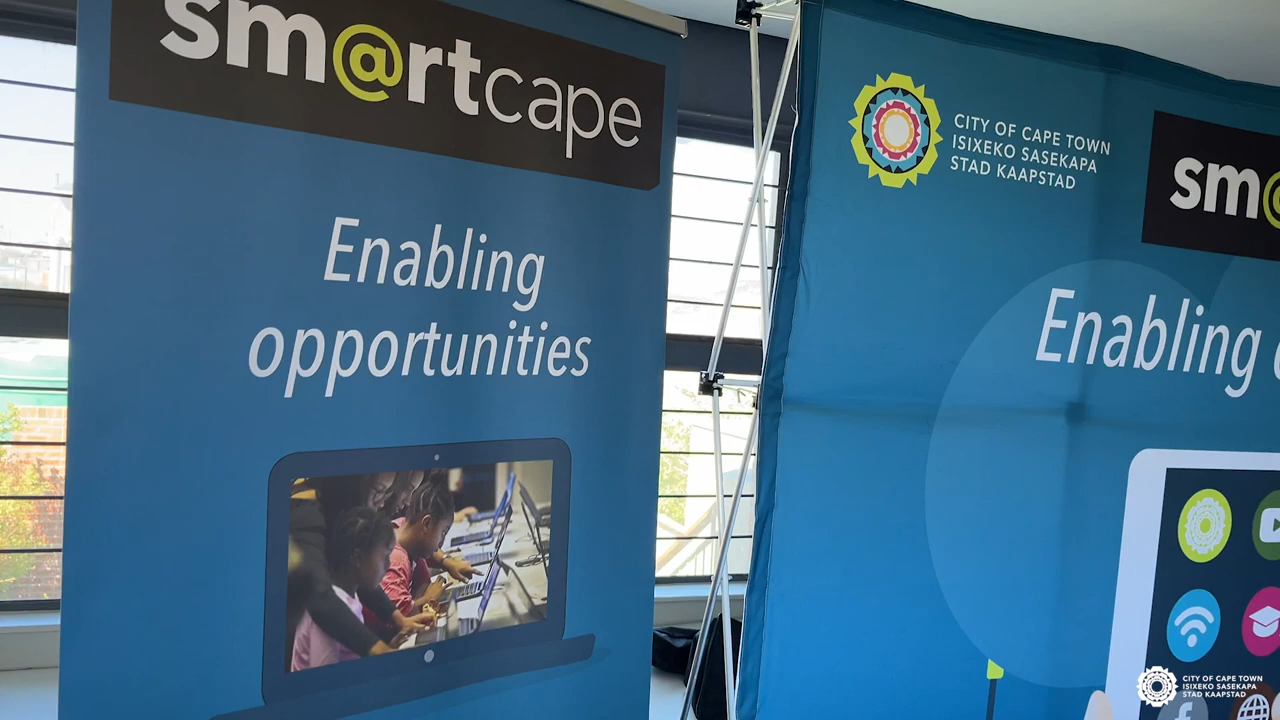 sm@rtcape
Enabling
opportunities
CITY OF CAPE TOWN
ISIXEKO SASEKAPA
STAD KAAPSTAD
sm@
Enabling
CITY OF CAPE TOWN
ISIXEKO SASEKAPA
STAD KAAPSTAD